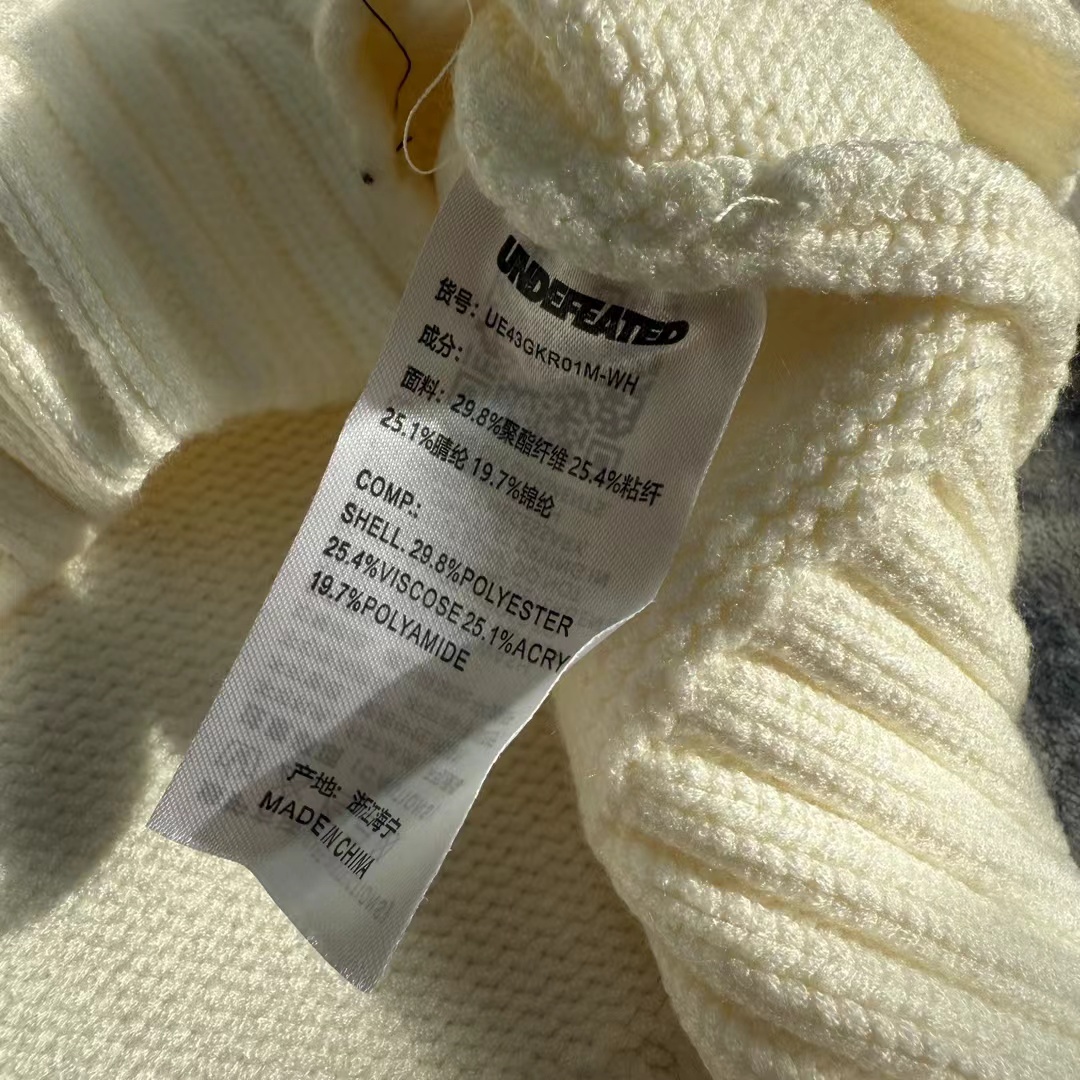 UNDEFEATED
货号: UE43GKR01M-WH
成分:
面料: 29.8%聚酯纤维 25.4%粘纤
25.1%腈纶 19.7%锦纶
COMP.:
SHELL. 29.8%POLYESTER
25.4%VISCOSE 25.1%ACRY
19.7%POLYAMIDE
产地: 浙江海宁
MADE IN CHINA